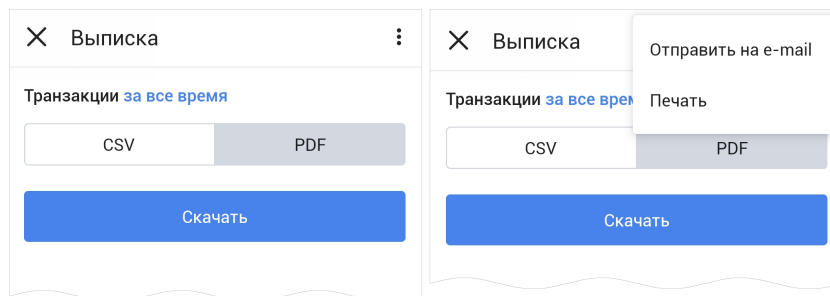 Выписка
Транзакции за все время
CSV
PDF
Скачать
Выписка
Отправить на e-mail
Печать
Транзакции за все врем
CSV
PDF
Скачать